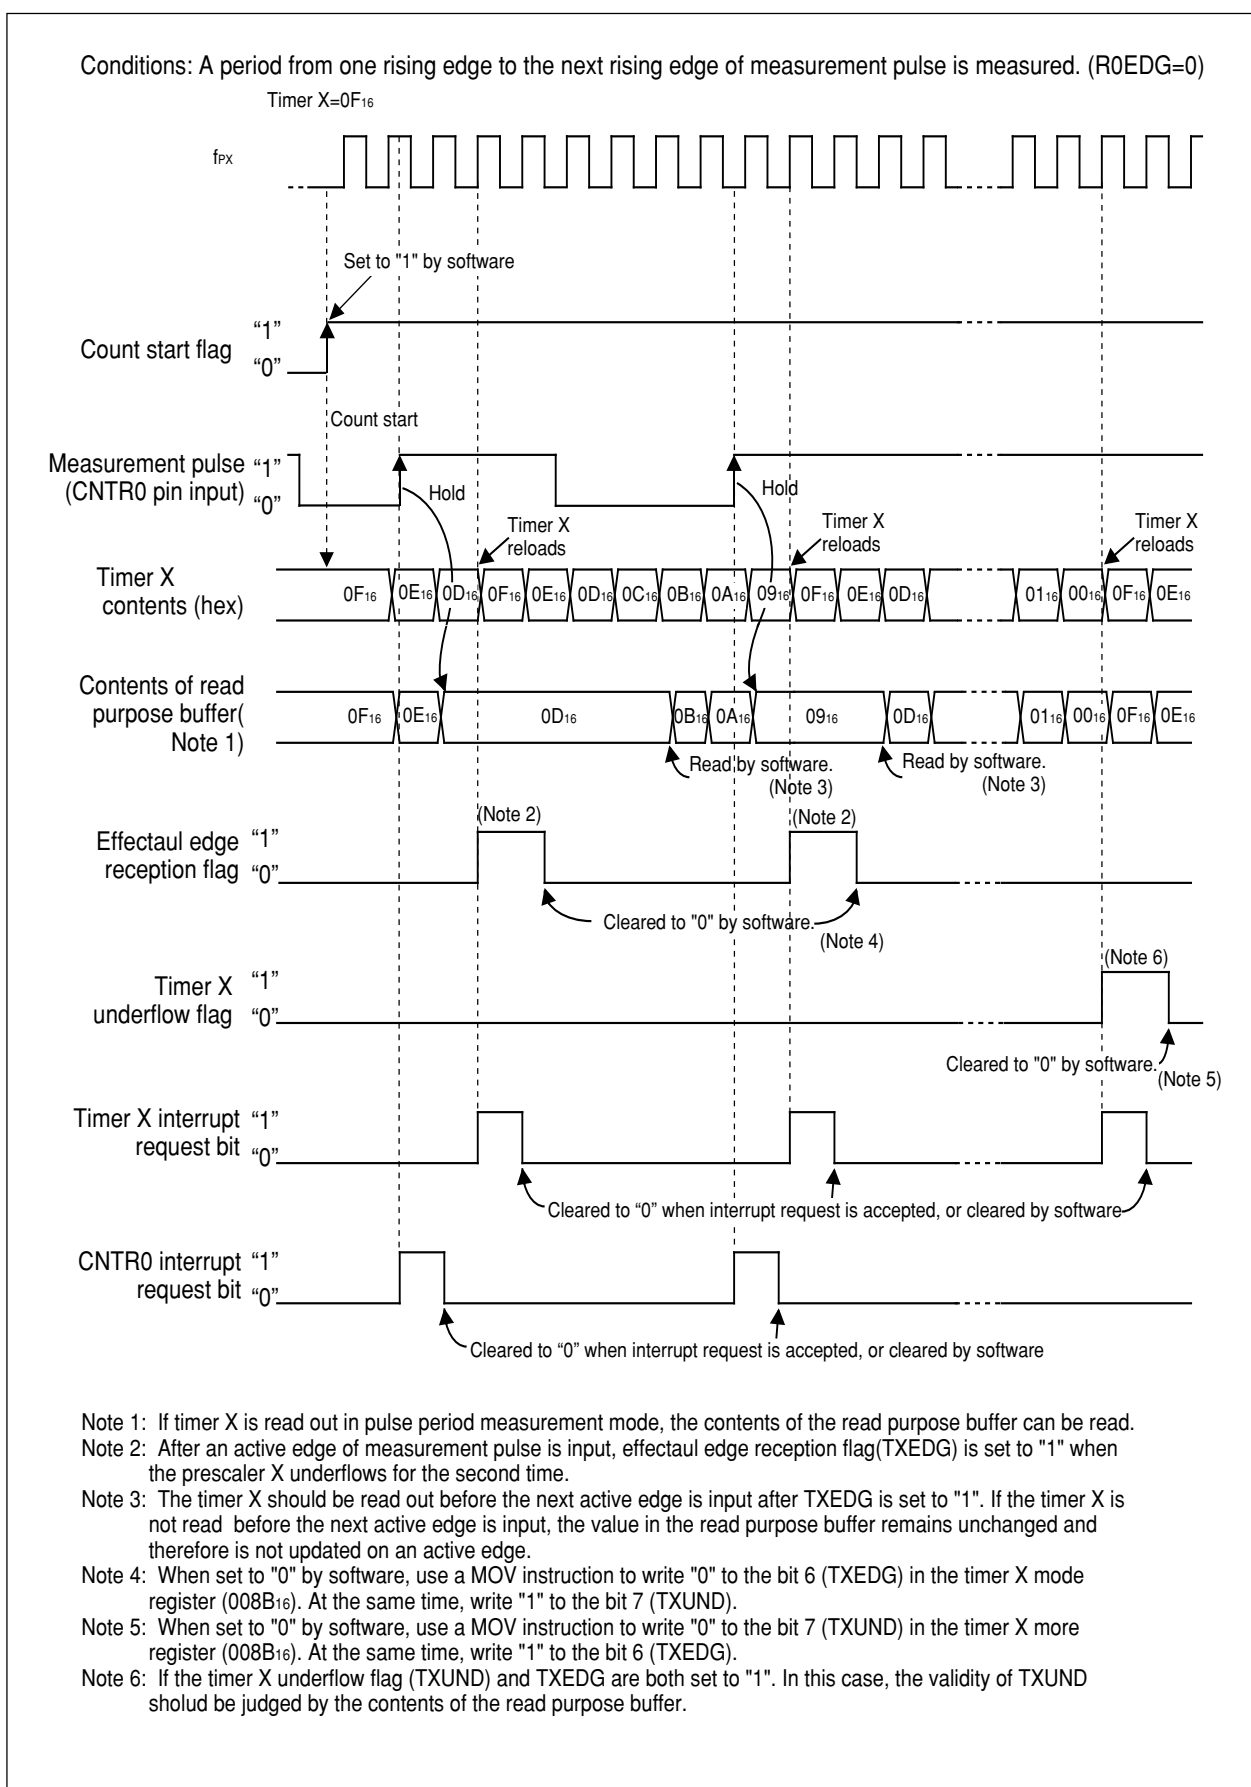 Conditions: A period from one rising edge to the next rising edge of measurement pulse is measured. (R0EDG=0)
Timer X=0F16
fPX
Set to "1" by software
Count start flag
“1”
“0”
Count start
Measurement pulse
(CNTR0 pin input)
“1”
“0”
Hold
Hold
Timer X
reloads
Timer X
reloads
Timer X
reloads
Timer X
contents (hex)
0F16 0E16 0D16 0F16 0E16 0D16 0C16 0B16 0A16 0916 0F16 0E16 0D16 0116 0016 0F16 0E16
Contents of read
purpose buffer(
Note 1)
0F16 0E16 0D16 0B16 0A16 0916 0D16 0116 0016 0F16 0E16
Read by software.
(Note 3)
Read by software.
(Note 3)
(Note 2)
(Note 2)
Effectaul edge
reception flag
“1”
“0”
Cleared to "0" by software.
(Note 4)
(Note 6)
Timer X
underflow flag
“1”
“0”
Cleared to "0" by software.
(Note 5)
Timer X interrupt
request bit
“1”
“0”
Cleared to “0” when interrupt request is accepted, or cleared by software
CNTR0 interrupt
request bit
“1”
“0”
Cleared to “0” when interrupt request is accepted, or cleared by software
Note 1: If timer X is read out in pulse period measurement mode, the contents of the read purpose buffer can be read.
Note 2: After an active edge of measurement pulse is input, effectaul edge reception flag(TXEDG) is set to "1" when
the prescaler X underflows for the second time.
Note 3: The timer X should be read out before the next active edge is input after TXEDG is set to "1". If the timer X is
not read before the next active edge is input, the value in the read purpose buffer remains unchanged and
therefore is not updated on an active edge.
Note 4: When set to "0" by software, use a MOV instruction to write "0" to the bit 6 (TXEDG) in the timer X mode
register (008B16). At the same time, write "1" to the bit 7 (TXUND).
Note 5: When set to "0" by software, use a MOV instruction to write "0" to the bit 7 (TXUND) in the timer X more
register (008B16). At the same time, write "1" to the bit 6 (TXEDG).
Note 6: If the timer X underflow flag (TXUND) and TXEDG are both set to "1". In this case, the validity of TXUND
sholud be judged by the contents of the read purpose buffer.